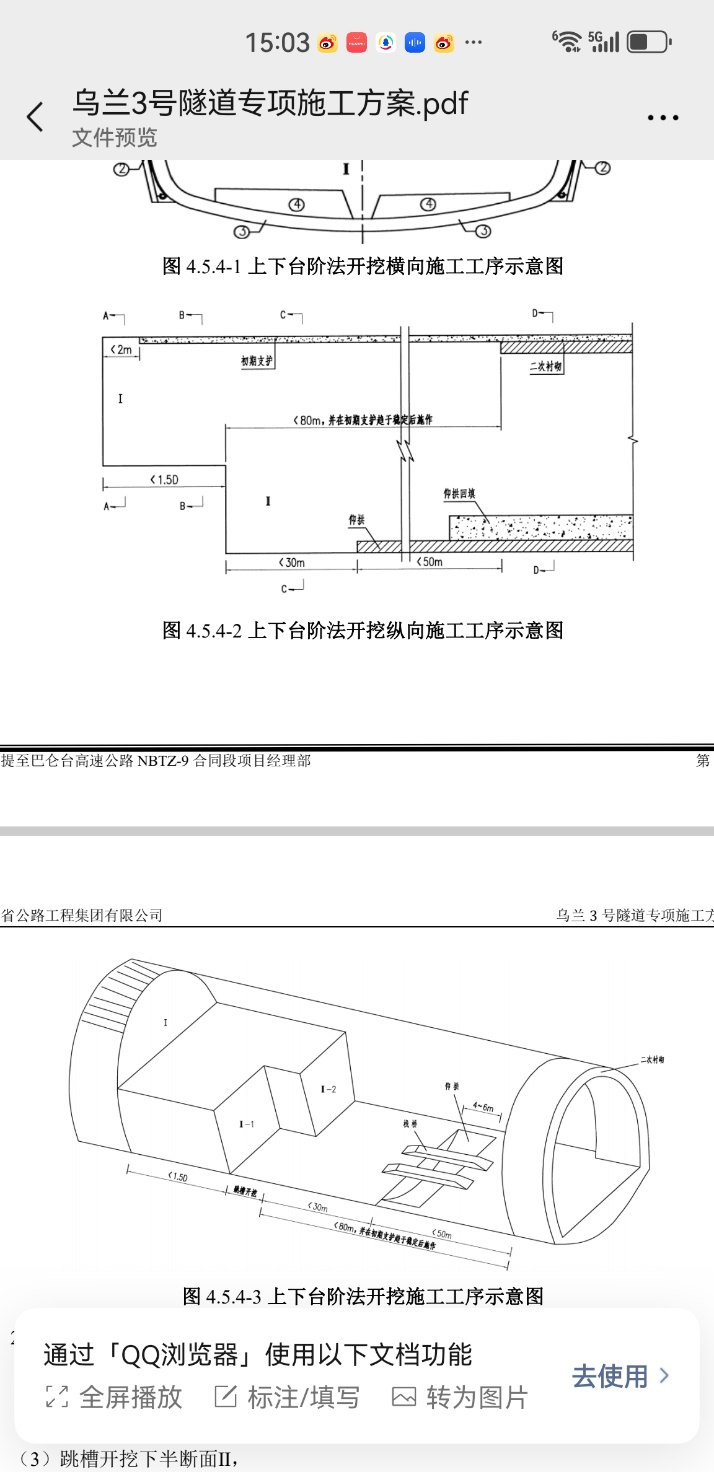 15:03
6
5G
乌兰3号隧道专项施工方案.pdf
文件预览
② I ②
④ ④
③ ③
图 4.5.4-1 上下台阶法开挖横向施工工序示意图
A B C D
<2m
初期支护
二次衬砌
I
<80m，并在初期支护趋于稳定后施作
<1.5D
A B
I
仰拱
仰拱回填
<30m
<50m
C D
图 4.5.4-2 上下台阶法开挖纵向施工工序示意图
提至巴仑台高速公路 NBTZ-9 合同段项目经理部 第
省公路工程集团有限公司 乌兰 3 号隧道专项施工方
I
二次衬砌
I-2
仰拱
4~6m
I-1
栈桥
<1.5D
跳槽开挖
<30m
<50m
<80m，并在初期支护趋于稳定后施作
图 4.5.4-3 上下台阶法开挖施工工序示意图
通过「QQ浏览器」使用以下文档功能
全屏播放 标注/填写 转为图片
去使用
（3）跳槽开挖下半断面II，